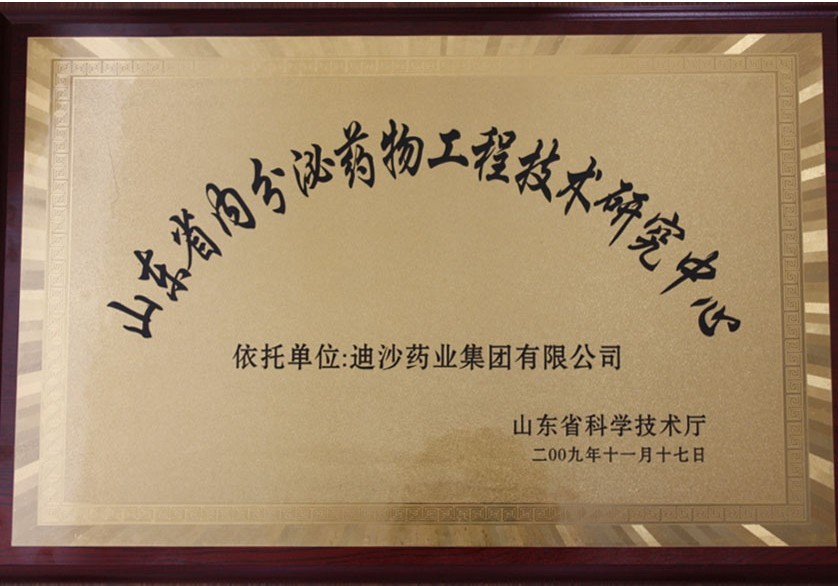 山东省内分泌药物工程技术研究中心
依托单位:迪沙药业集团有限公司
山东省科学技术厅
二00九年十一月十七日